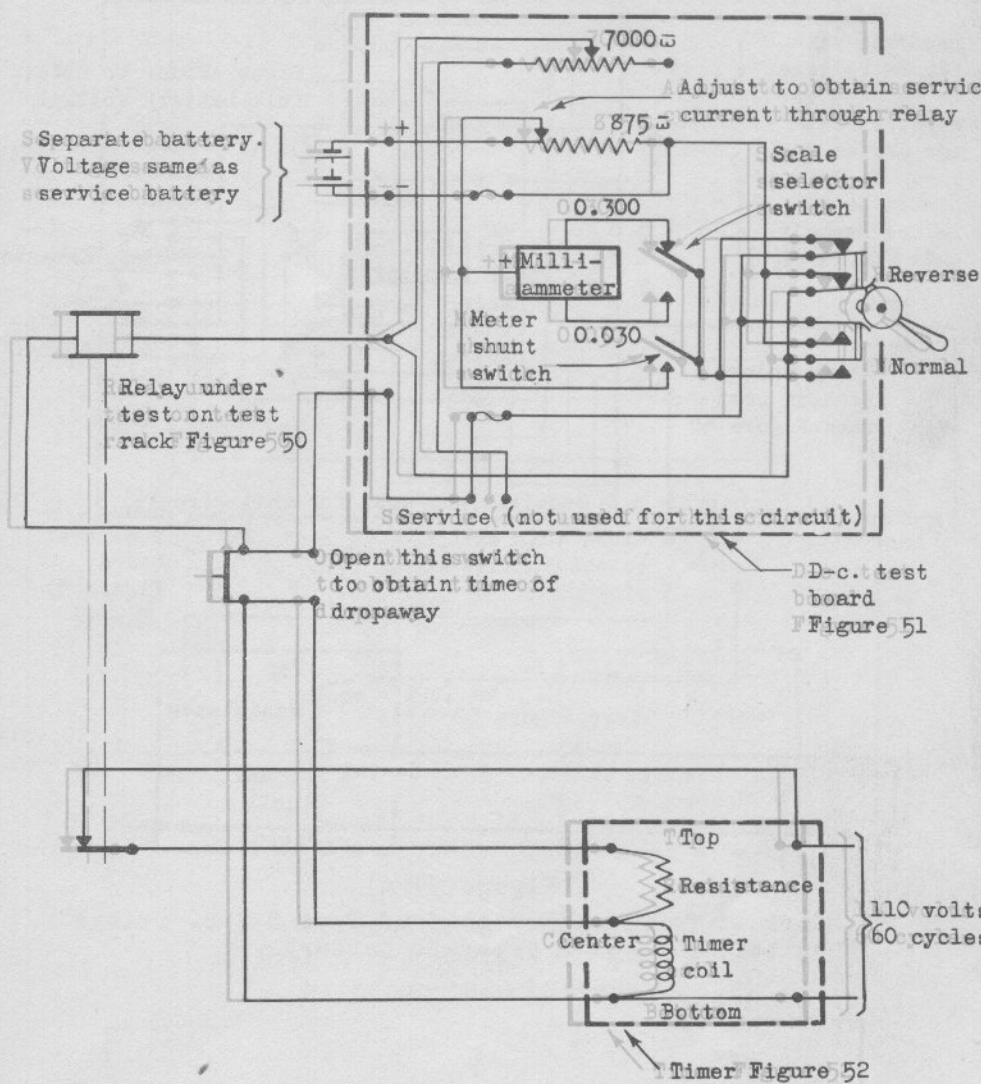 7000 ω
Adjust to obtain servic
current through relay
875 ω
Separate battery.
Voltage same as
service battery
+
+
-
-
Scale
selector
switch
0.300
+ Milli-
ammeter
Reverse
Meter
shunt
switch
0.030
Normal
Relay under
test on test
rack Figure 50
Service (not used for this circuit)
Open this switch
to obtain time of
dropaway
D-c. test
board
Figure 51
Top
Resistance
110 volts
60 cycles
Center
Timer
coil
Bottom
Timer Figure 52